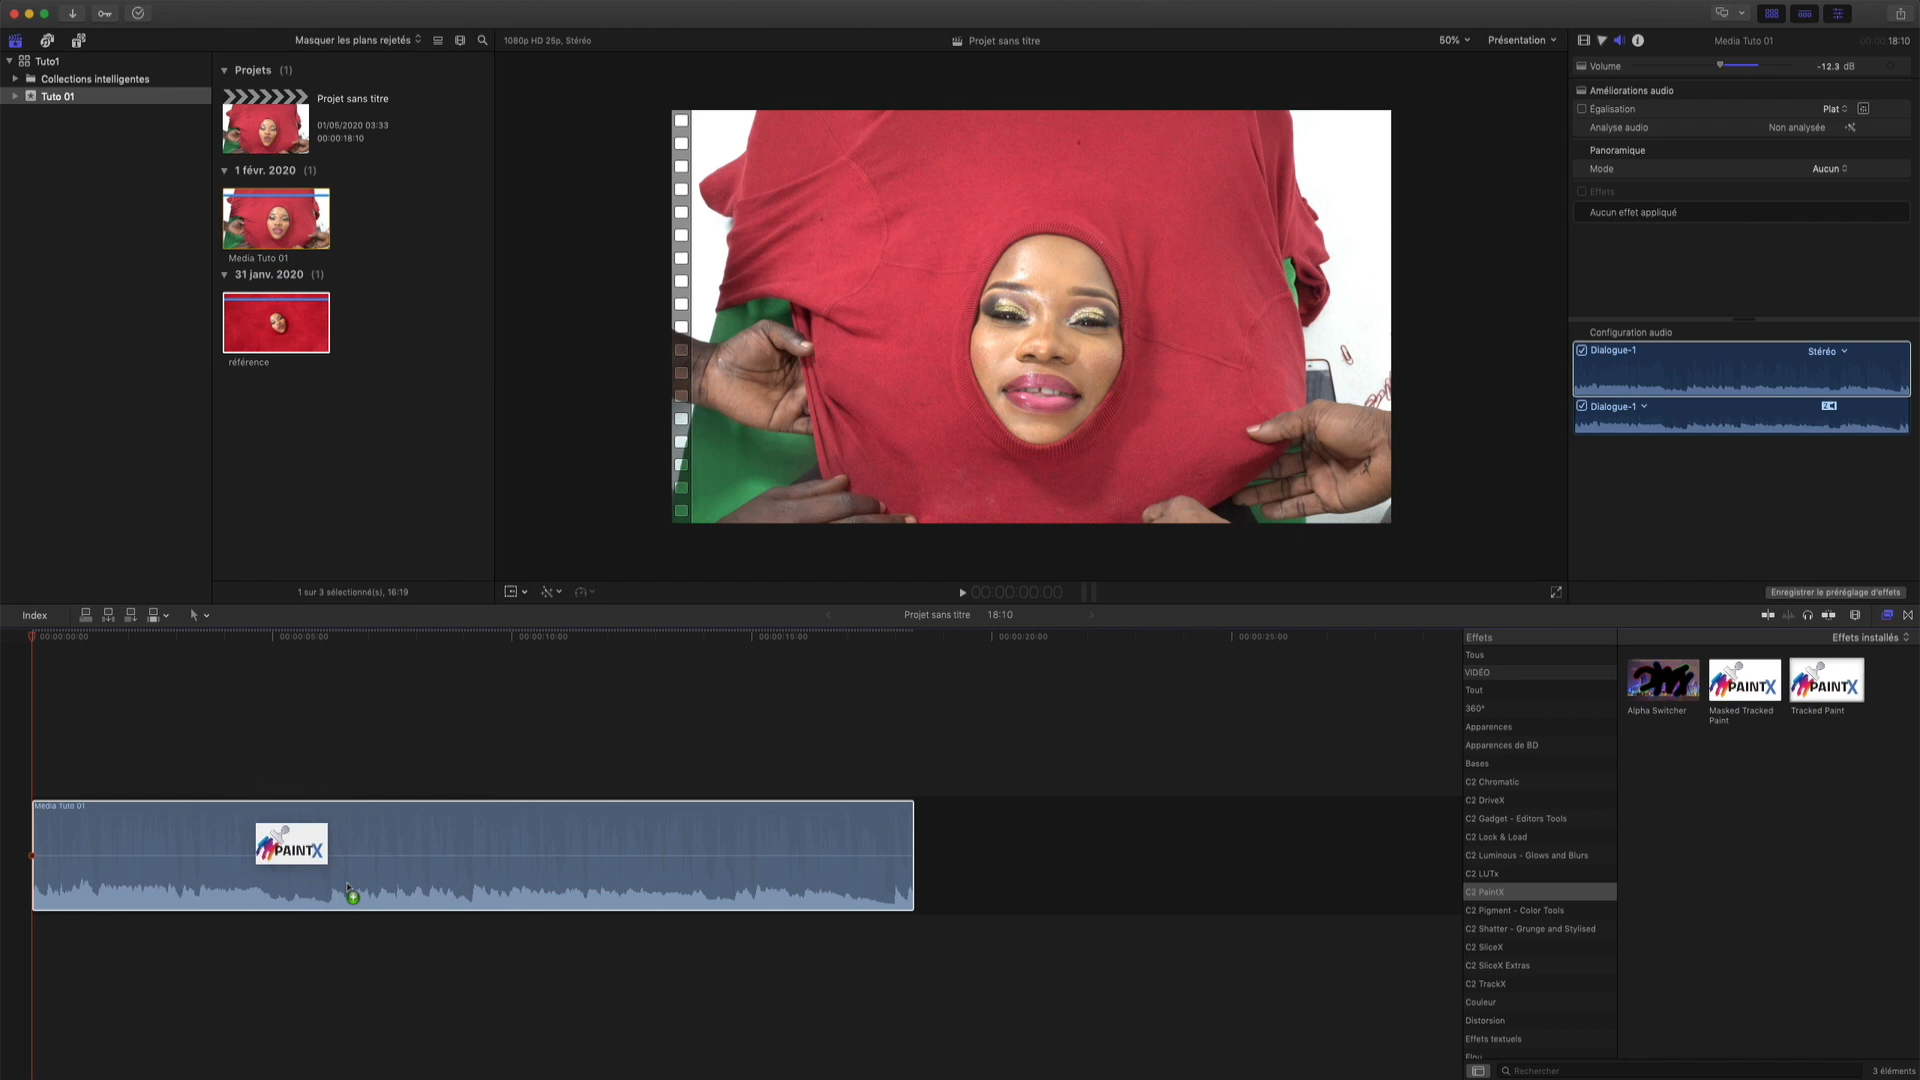 Masquer les plans rejetés
1080p HD 25p, Stéréo
Projet sans titre
50%
Présentation
Media Tuto 01
00:00:18:10
Tuto1
Collections intelligentes
Tuto 01
Projets (1)
Projet sans titre
01/05/2020 03:33
00:00:18:10
1 févr. 2020 (1)
Media Tuto 01
31 janv. 2020 (1)
référence
1 sur 3 sélectionné(s), 16:19
00:00:00:00
Volume
-12.3 dB
Améliorations audio
Égalisation
Plat
Analyse audio
Non analysée
Panoramique
Mode
Aucun
Effets
Aucun effet appliqué
Configuration audio
Dialogue-1
Stéréo
Dialogue-1
Enregistrer le préréglage d'effets
Index
Projet sans titre
18:10
00:00:00:00
00:00:05:00
00:00:10:00
00:00:15:00
00:00:20:00
00:00:25:00
Media Tuto 01
PAINTX
Effets
Effets installés
Tous
VIDÉO
Tout
360°
Apparences
Apparences de BD
Bases
C2 Chromatic
C2 DriveX
C2 Gadget - Editors Tools
C2 Lock & Load
C2 Luminous - Glows and Blurs
C2 LUTx
C2 PaintX
C2 Pigment - Color Tools
C2 Shatter - Grunge and Stylised
C2 SliceX
C2 SliceX Extras
C2 TrackX
Couleur
Distorsion
Effets textuels
Flou
PAINTX
PAINTX
Alpha Switcher
Masked Tracked
Paint
Tracked Paint
Rechercher
3 éléments